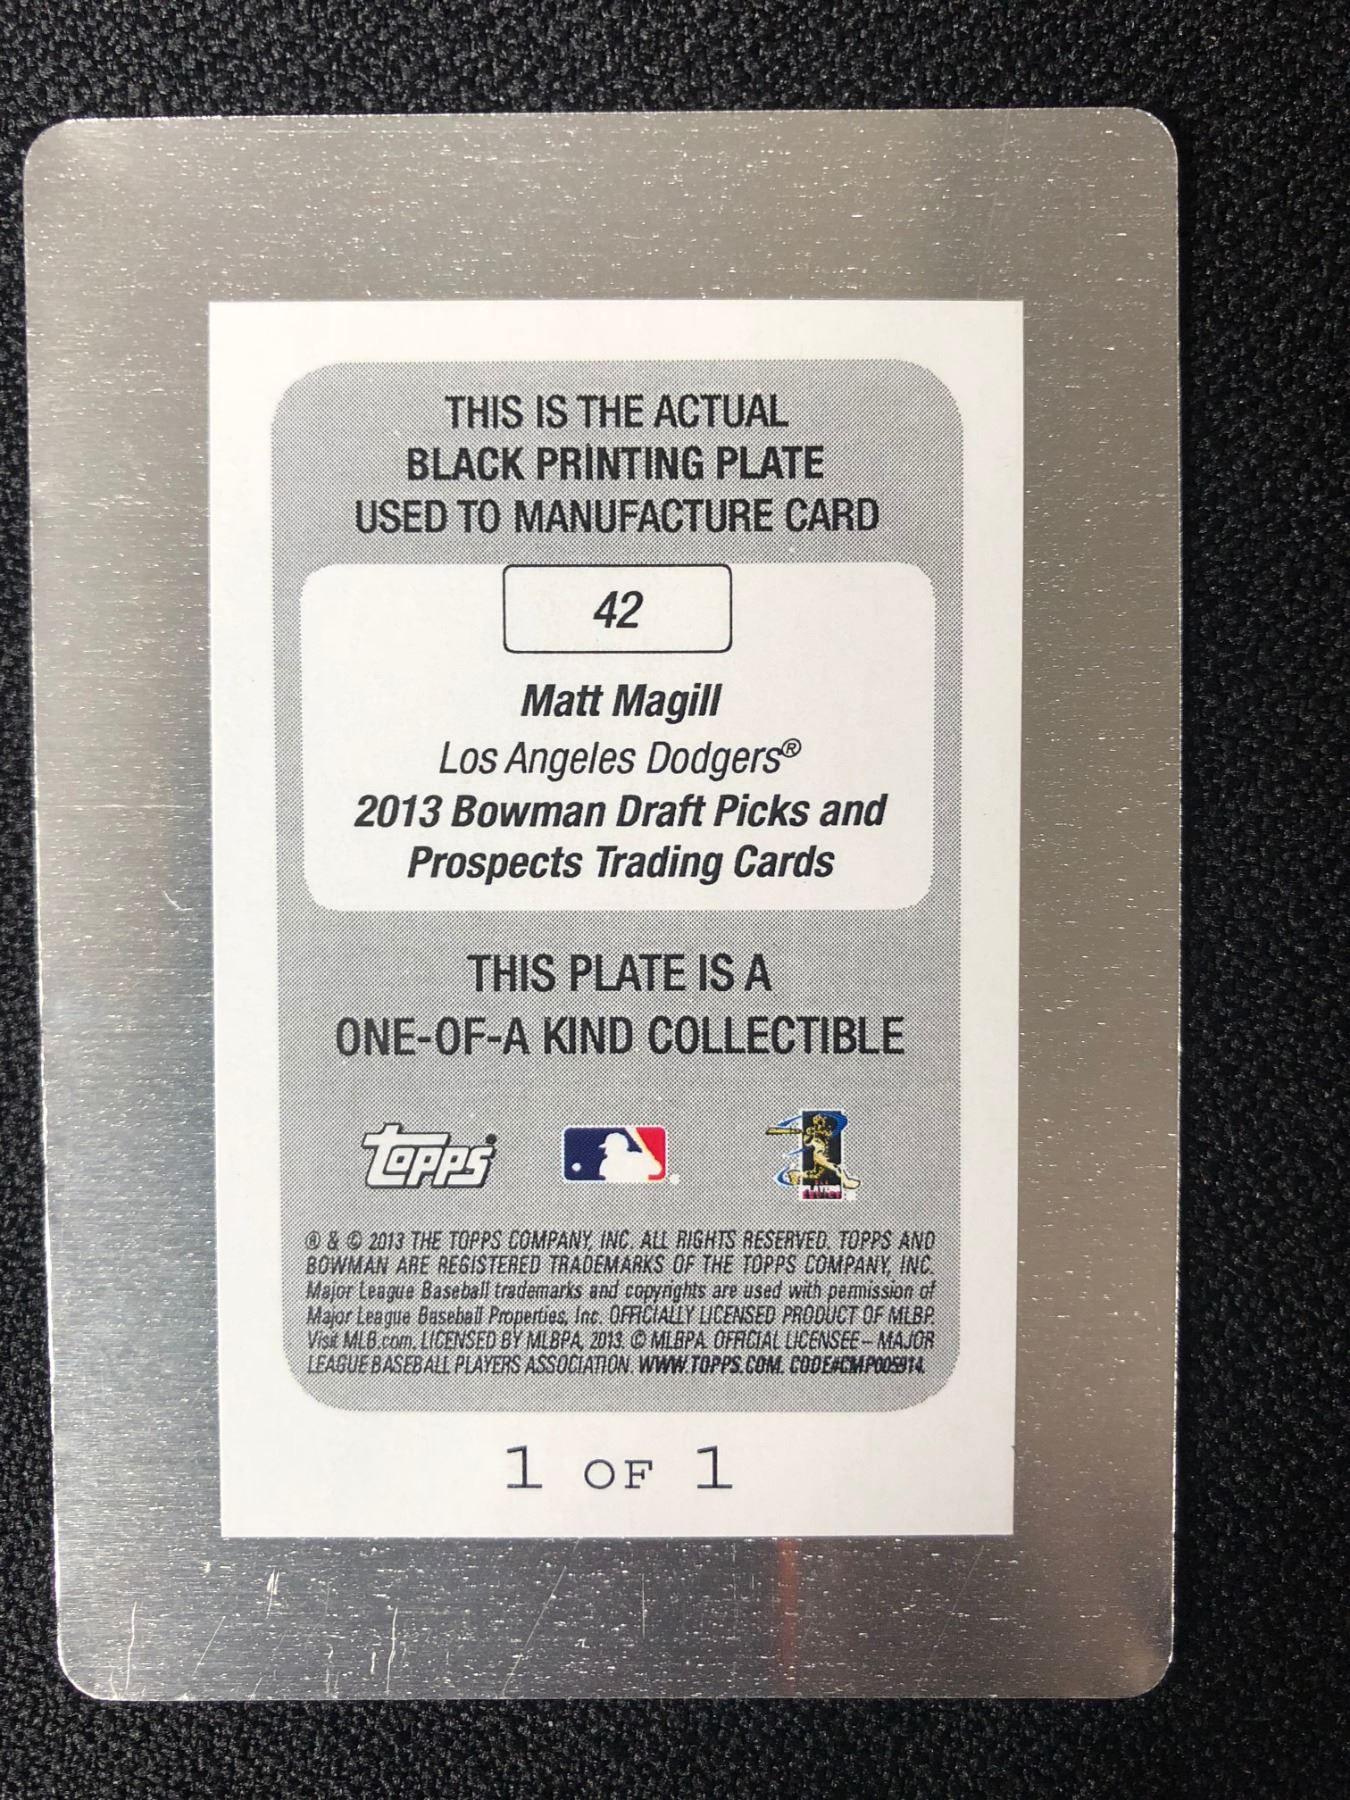 THIS IS THE ACTUAL
BLACK PRINTING PLATE
USED TO MANUFACTURE CARD
42
Matt Magill
Los Angeles Dodgers®
2013 Bowman Draft Picks and
Prospects Trading Cards
THIS PLATE IS A
ONE-OF-A KIND COLLECTIBLE
topps
® & © 2013 THE TOPPS COMPANY, INC. ALL RIGHTS RESERVED. TOPPS AND
BOWMAN ARE REGISTERED TRADEMARKS OF THE TOPPS COMPANY, INC.
Major League Baseball trademarks and copyrights are used with permission of
Major League Baseball Properties, Inc. OFFICIALLY LICENSED PRODUCT OF MLBP.
Visit MLB.com. LICENSED BY MLBPA, 2013. © MLBPA. OFFICIAL LICENSEE – MAJOR
LEAGUE BASEBALL PLAYERS ASSOCIATION. WWW.TOPPS.COM. CODE#CMP005914.
1 OF 1